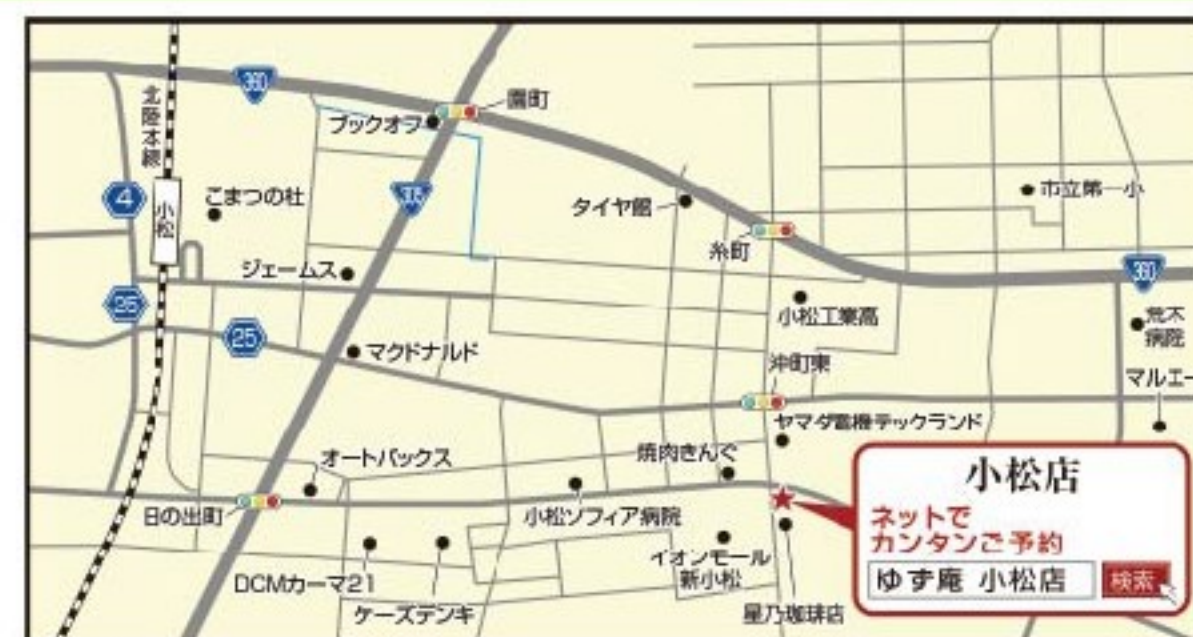 360
園町
北陸本線
ブックオフ
4
小松
こまつの杜
305
タイヤ館
市立第一小
糸町
ジェームス
360
25
小松工業高
荒木
病院
25
マクドナルド
沖町東
マルエー
ヤマダ電機テックランド
焼肉きんぐ
オートバックス
小松店
ネットで
カンタンご予約
ゆず庵 小松店
検索
日の出町
小松ソフィア病院
イオンモール
新小松
DCMカーマ21
ケーズデンキ
星乃珈琲店